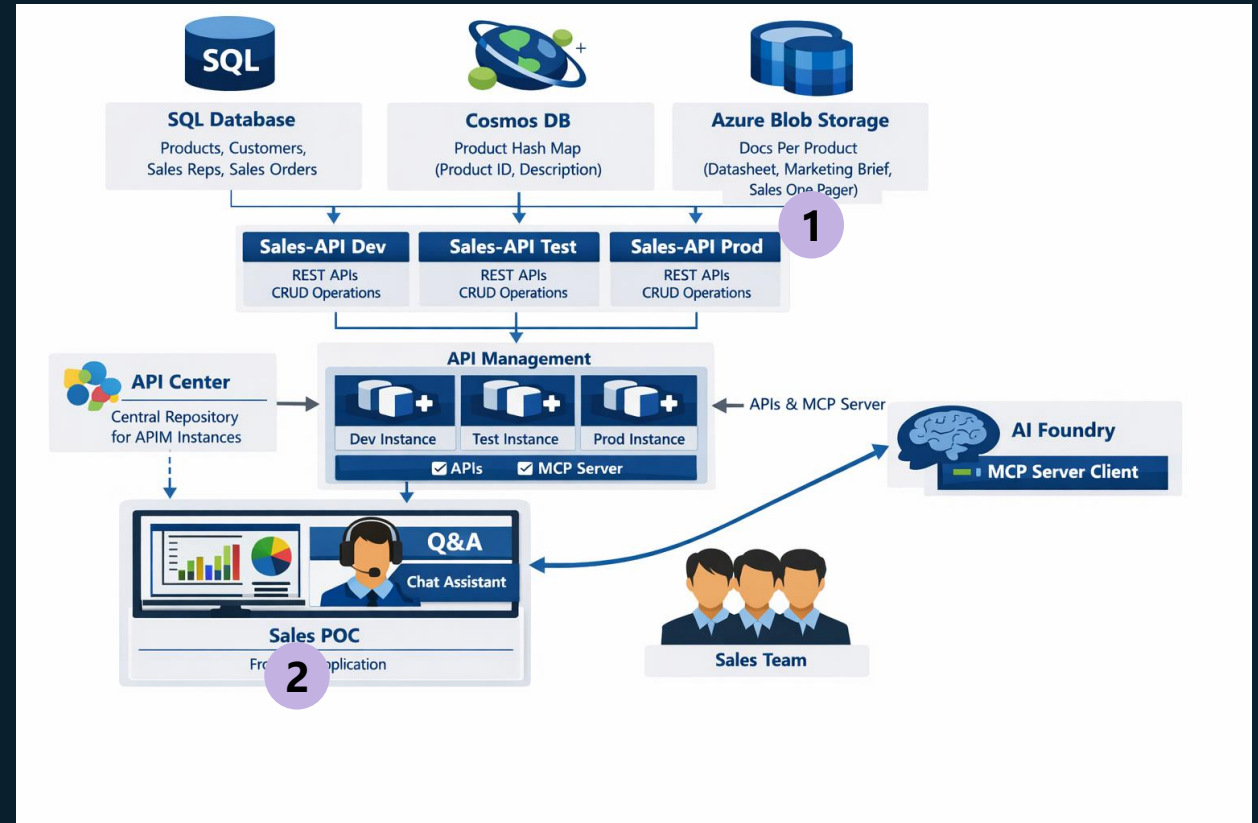 SQL
SQL Database
Products, Customers,
Sales Reps, Sales Orders
Cosmos DB
Product Hash Map
(Product ID, Description)
Azure Blob Storage
Docs Per Product
(Datasheet, Marketing Brief,
Sales One Pager)
1
Sales-API Dev
REST APIs
CRUD Operations
Sales-API Test
REST APIs
CRUD Operations
Sales-API Prod
REST APIs
CRUD Operations
API Management
Dev Instance
Test Instance
Prod Instance
APIs
MCP Server
API Center
Central Repository
for APIM Instances
APIs & MCP Server
AI Foundry
MCP Server Client
Q&A
Chat Assistant
Sales POC
2
Sales Team